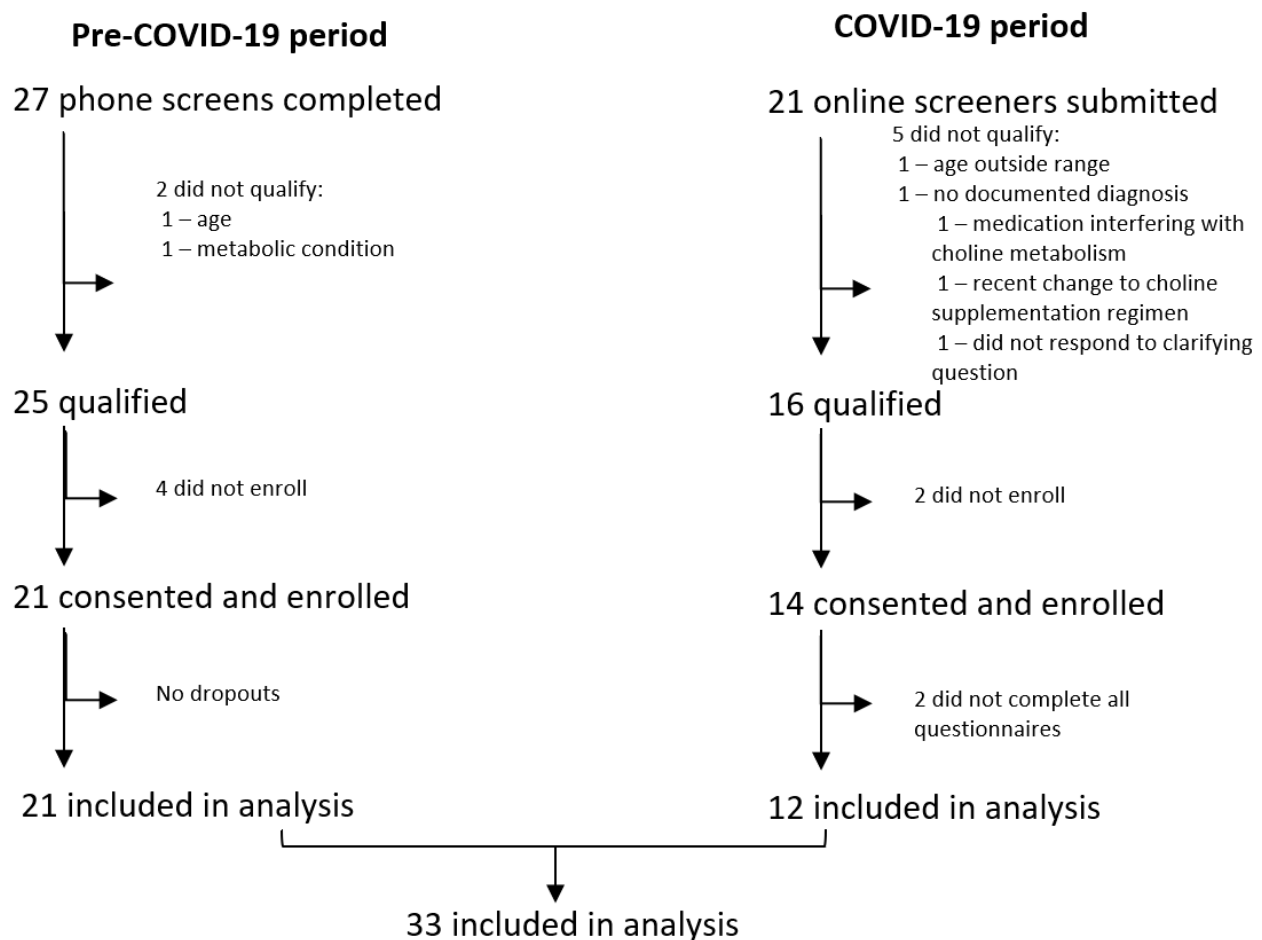 Pre-COVID-19 period
27 phone screens completed
2 did not qualify:
1 – age
1 – metabolic condition
25 qualified
4 did not enroll
21 consented and enrolled
No dropouts
21 included in analysis
COVID-19 period
21 online screeners submitted
5 did not qualify:
1 – age outside range
1 – no documented diagnosis
1 – medication interfering with
choline metabolism
1 – recent change to choline
supplementation regimen
1 – did not respond to clarifying
question
16 qualified
2 did not enroll
14 consented and enrolled
2 did not complete all
questionnaires
12 included in analysis
33 included in analysis